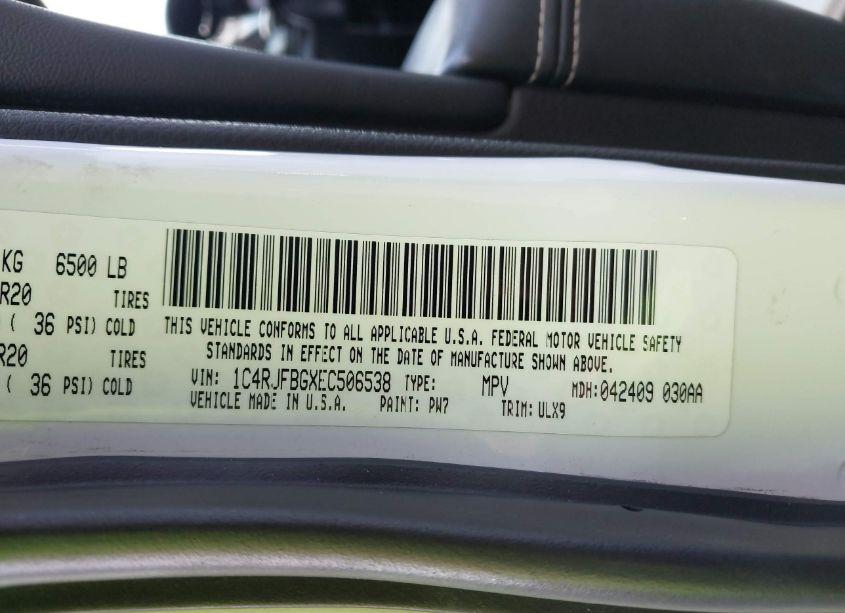 KG 6500 LB
R20 TIRES
( 36 PSI) COLD
R20 TIRES
( 36 PSI) COLD
THIS VEHICLE CONFORMS TO ALL APPLICABLE U.S.A. FEDERAL MOTOR VEHICLE SAFETY
STANDARDS IN EFFECT ON THE DATE OF MANUFACTURE SHOWN ABOVE.
VIN: 1C4RJFBGXEC506538 TYPE: MPV MDH:042409 030AA
VEHICLE MADE IN U.S.A. PAINT: PW7 TRIM: ULX9